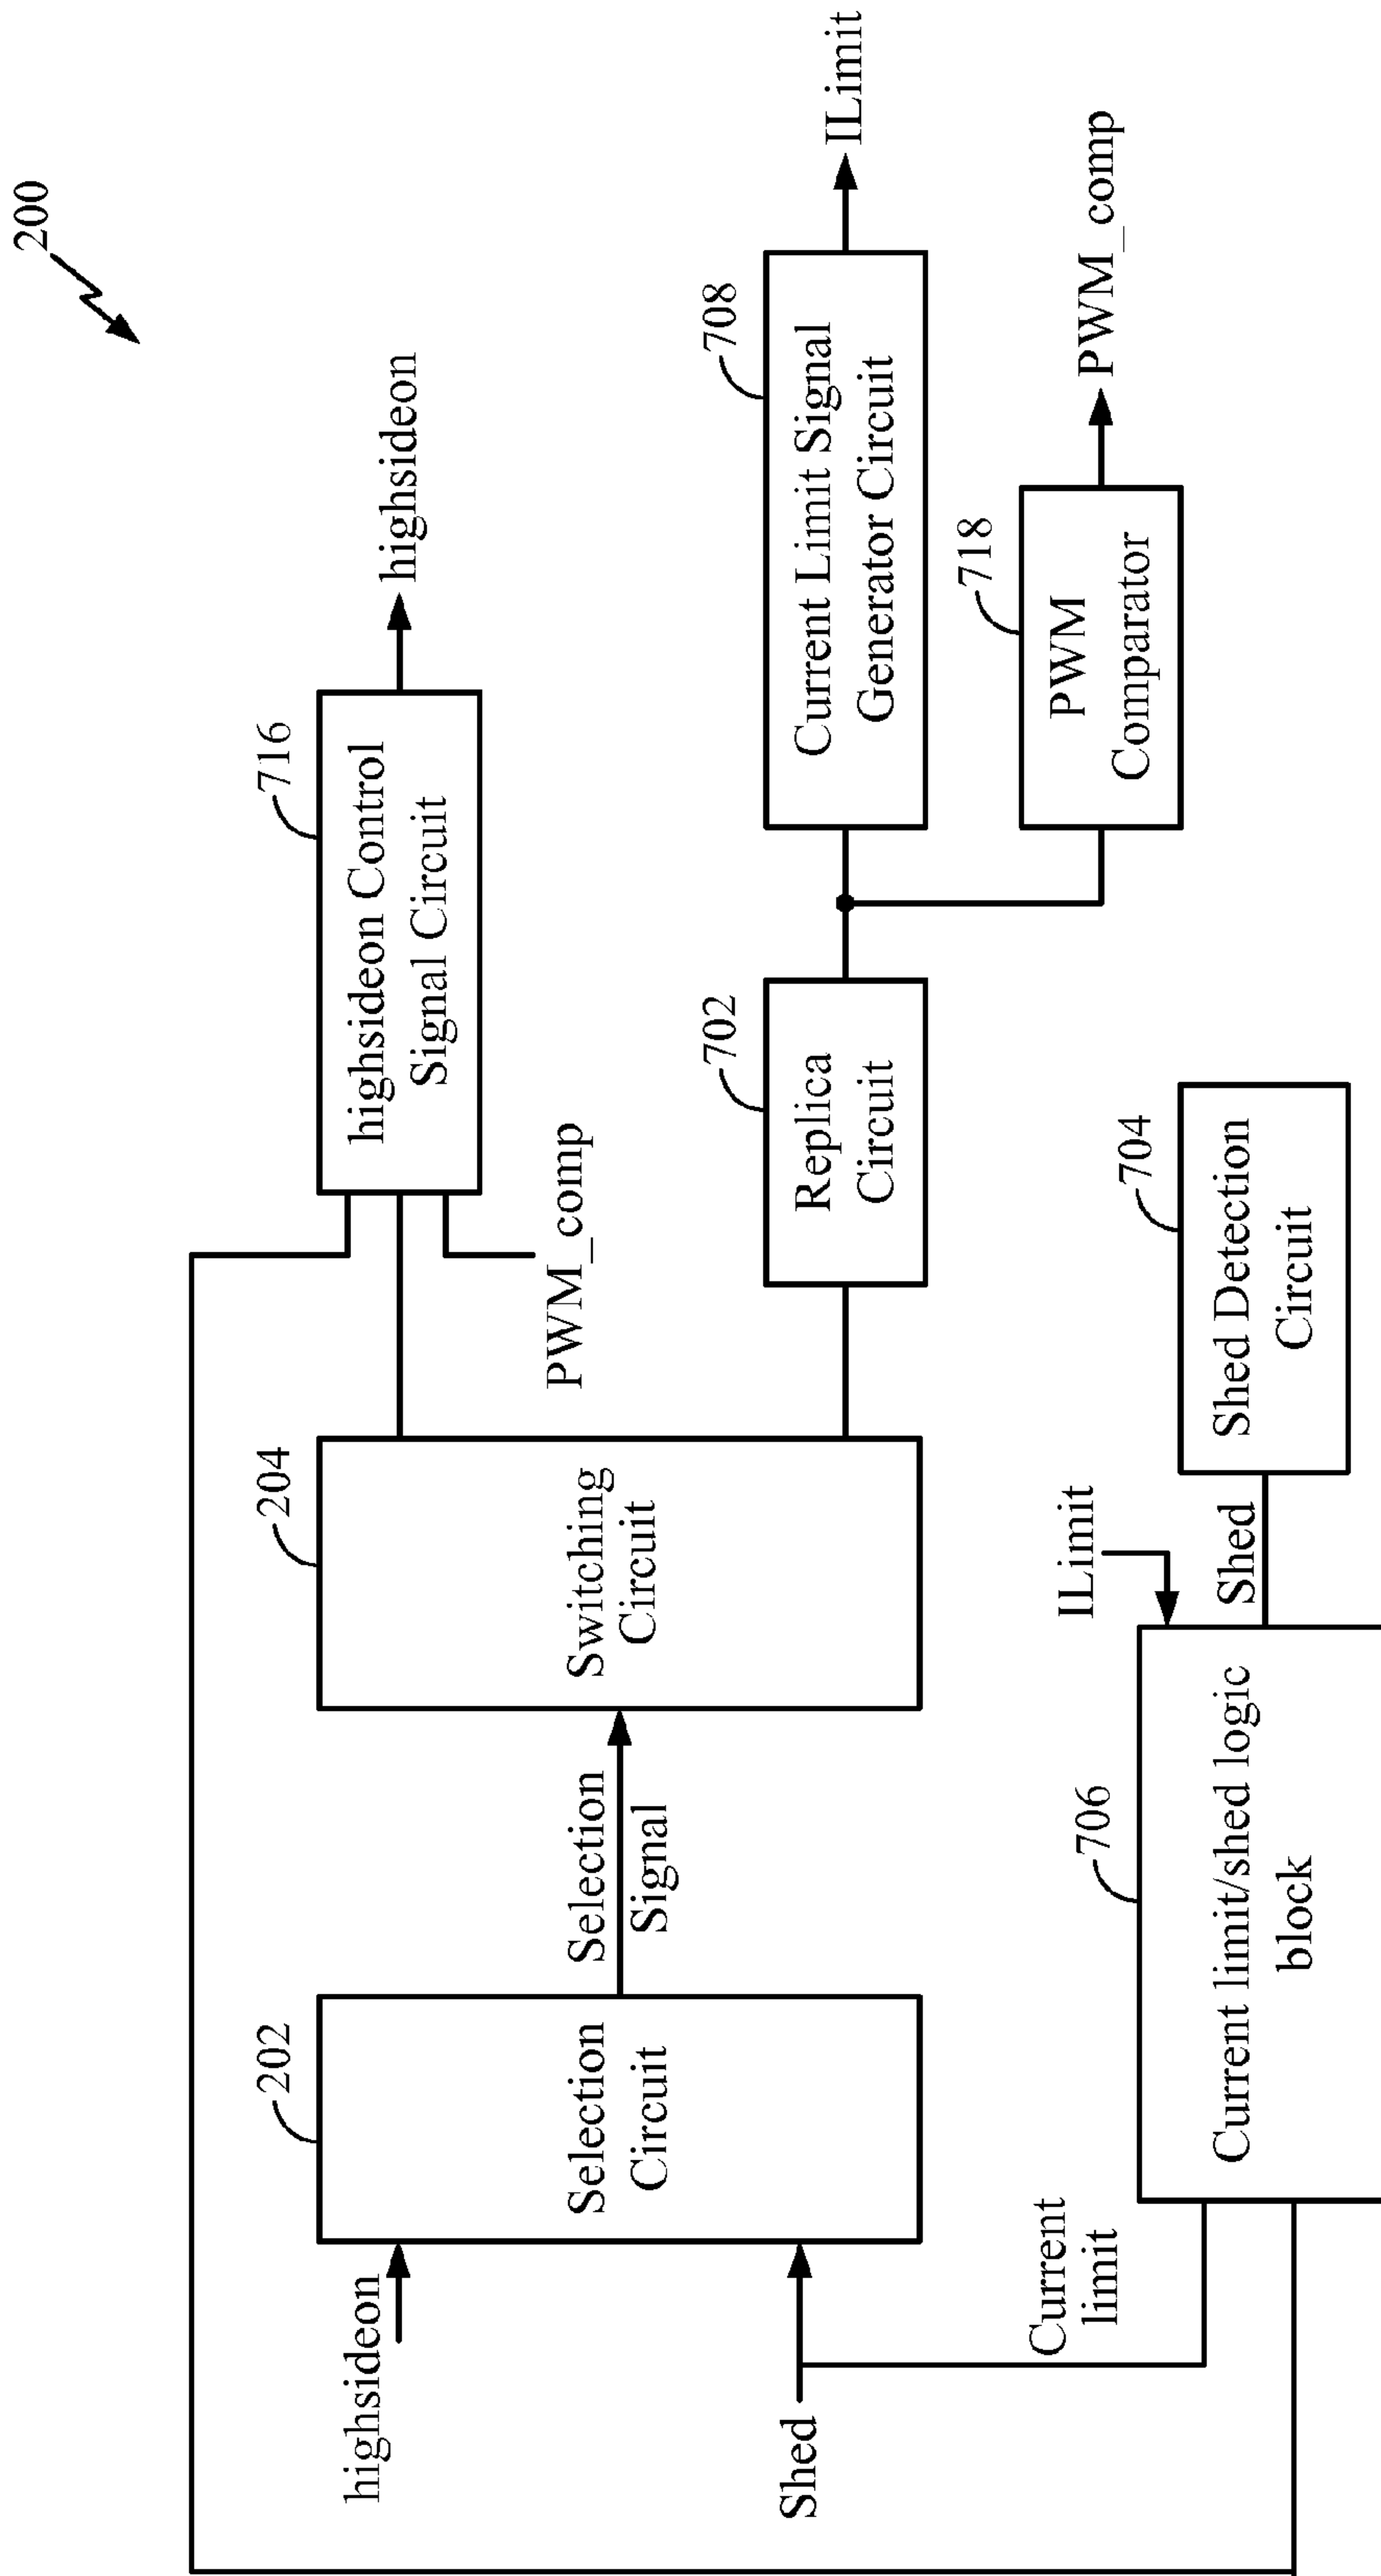 200
highsideon
202
Selection
Circuit
Shed
Selection
Signal
204
Switching
Circuit
716
highsideon Control
Signal Circuit
highsideon
PWM_comp
702
Replica
Circuit
708
Current Limit Signal
Generator Circuit
ILimit
718
PWM
Comparator
PWM_comp
Current
limit
706
Current limit/shed logic
block
ILimit
Shed
704
Shed Detection
Circuit